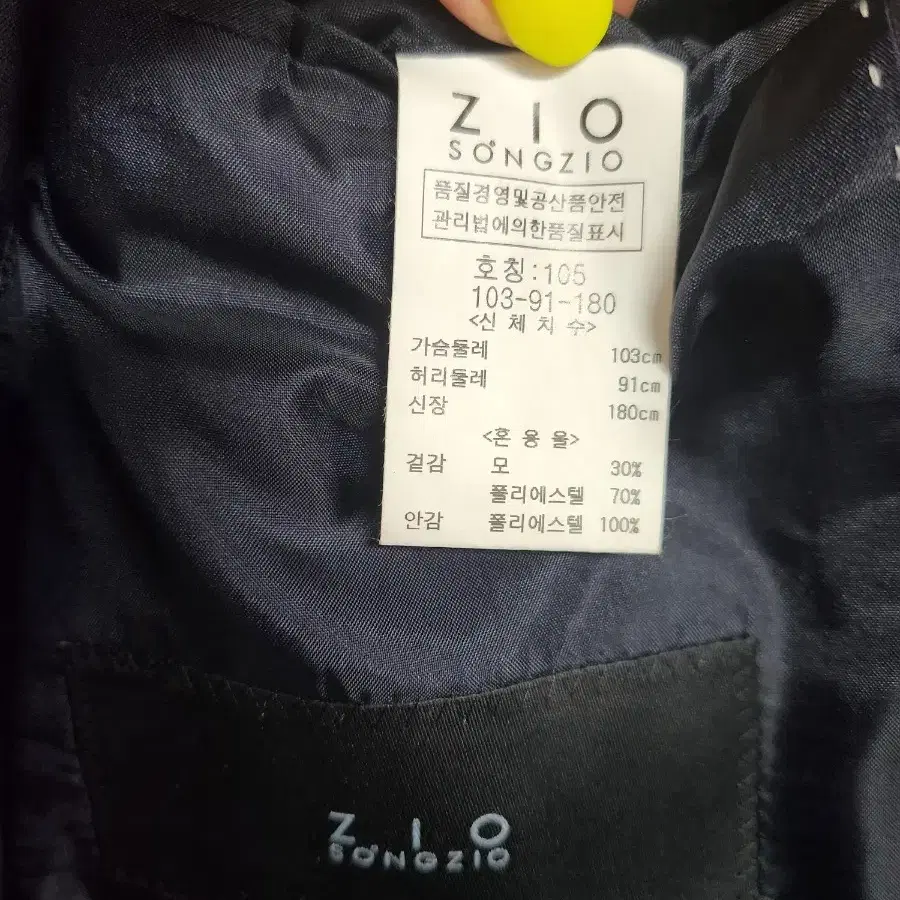 ZIO
SONGZIO
품질경영및공산품안전
관리법에의한품질표시
호칭:105
103-91-180
<신 체 치 수>
가슴둘레 103cm
허리둘레 91cm
신장 180cm
<혼 용 율>
겉감 모 30%
폴리에스텔 70%
안감 폴리에스텔 100%
ZIO
SONGZIO